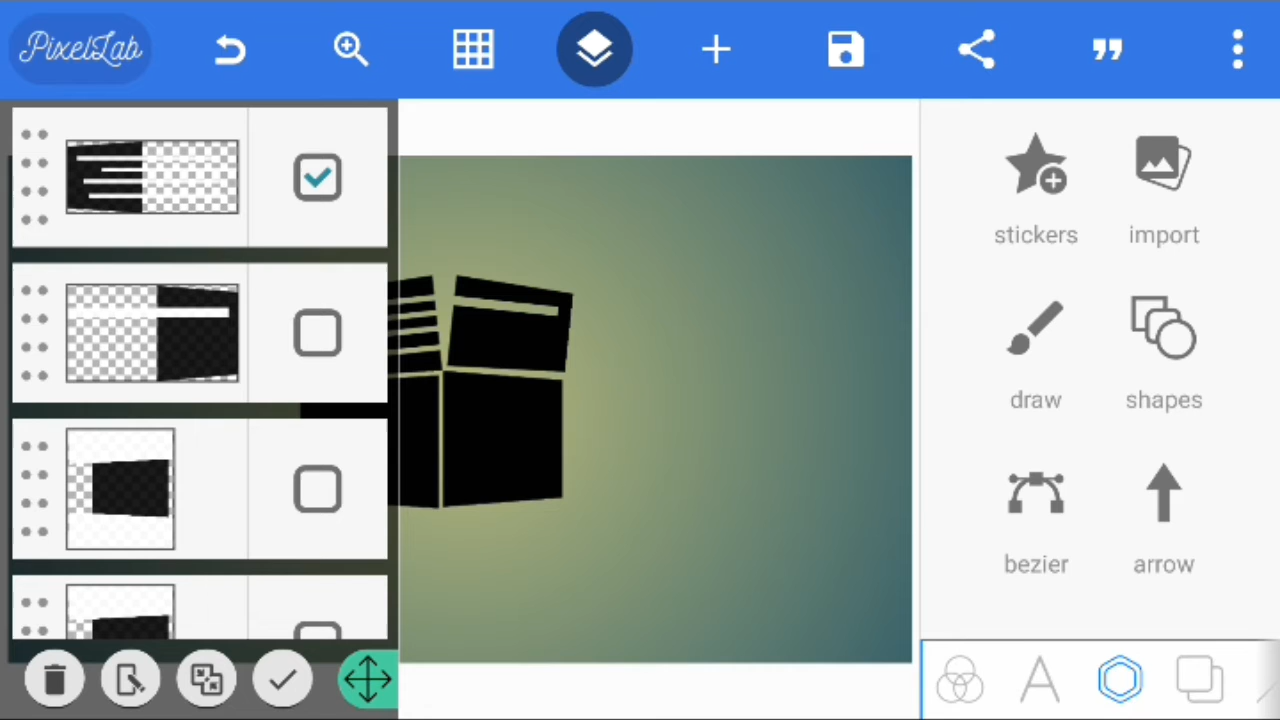 PixelLab
stickers
import
draw
shapes
bezier
arrow